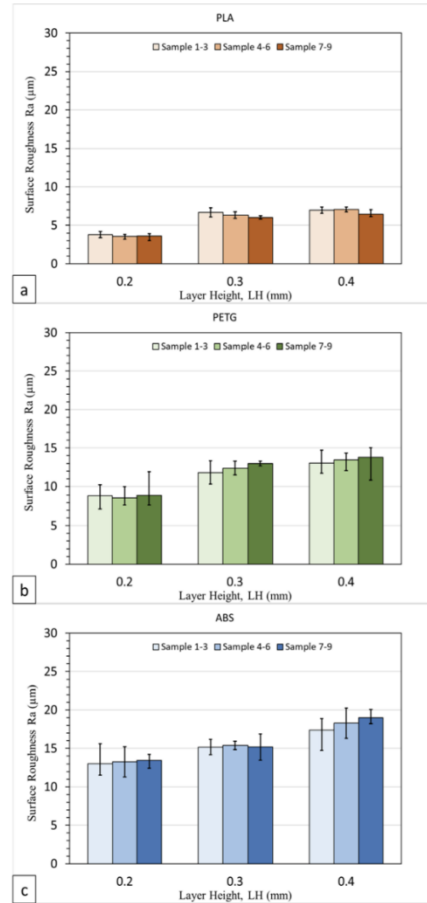 PLA
30
Sample 1-3 Sample 4-6 Sample 7-9
25
20
15
10
5
0
Surface Roughness Ra (µm)
0.2 0.3 0.4
Layer Height, LH (mm)
a
PETG
30
Sample 1-3 Sample 4-6 Sample 7-9
25
20
15
10
5
0
Surface Roughness Ra (µm)
0.2 0.3 0.4
Layer Height, LH (mm)
b
ABS
30
Sample 1-3 Sample 4-6 Sample 7-9
25
20
15
10
5
0
Surface Roughness Ra (µm)
0.2 0.3 0.4
Layer Height, LH (mm)
c